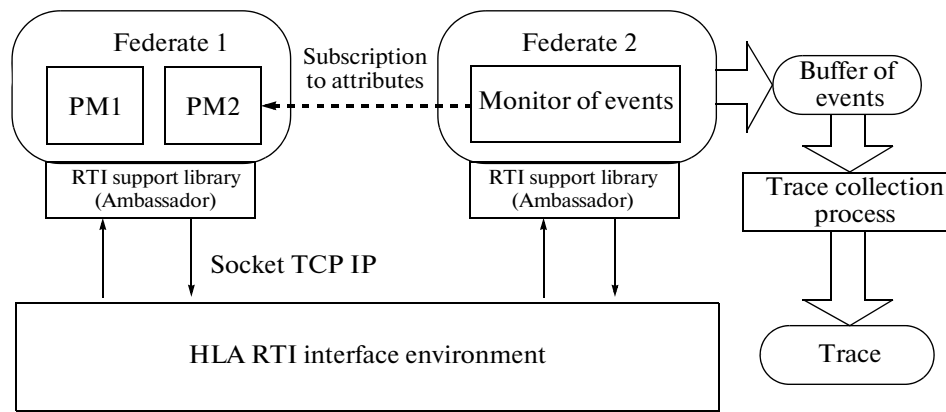 Federate 1
PM1
PM2
Subscription
to attributes
Federate 2
Monitor of events
Buffer of
events
RTI support library
(Ambassador)
RTI support library
(Ambassador)
Trace collection
process
Socket TCP IP
HLA RTI interface environment
Trace